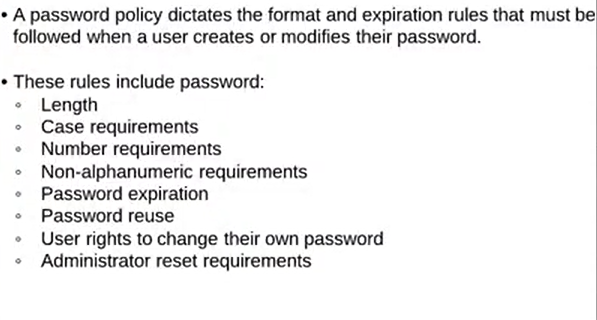 • A password policy dictates the format and expiration rules that must be
followed when a user creates or modifies their password.
• These rules include password:
◦ Length
◦ Case requirements
◦ Number requirements
◦ Non-alphanumeric requirements
◦ Password expiration
◦ Password reuse
◦ User rights to change their own password
◦ Administrator reset requirements